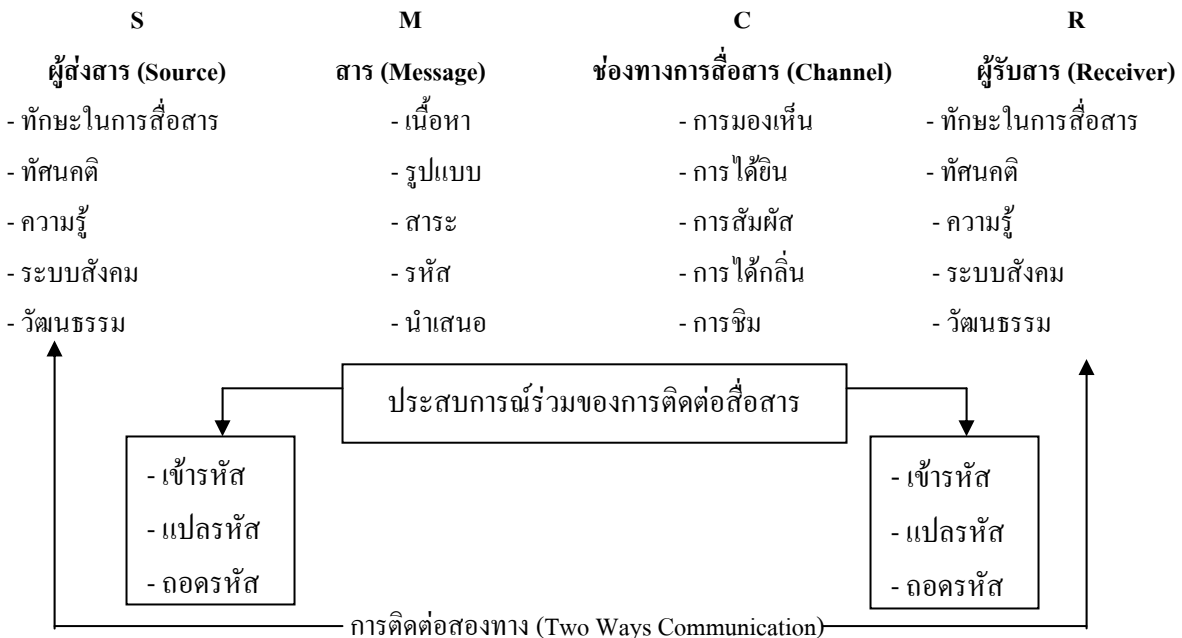 S M C R
ผู้ส่งสาร (Source) สาร (Message) ช่องทางการสื่อสาร (Channel) ผู้รับสาร (Receiver)
- ทักษะในการสื่อสาร - เนื้อหา - การมองเห็น - ทักษะในการสื่อสาร
- ทัศนคติ - รูปแบบ - การได้ยิน - ทัศนคติ
- ความรู้ - สาระ - การสัมผัส - ความรู้
- ระบบสังคม - รหัส - การได้กลิ่น - ระบบสังคม
- วัฒนธรรม - นำเสนอ - การชิม - วัฒนธรรม
ประสบการณ์ร่วมของการติดต่อสื่อสาร
- เข้ารหัส - เข้ารหัส
- แปลรหัส - แปลรหัส
- ถอดรหัส - ถอดรหัส
การติดต่อสองทาง (Two Ways Communication)